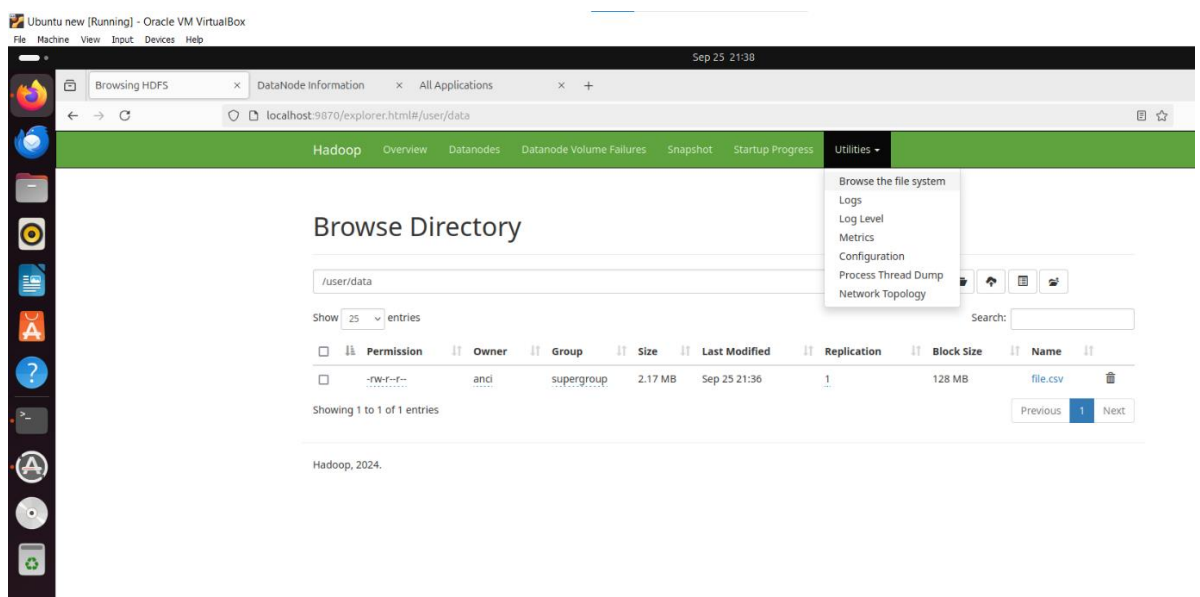 Ubuntu new [Running] - Oracle VM VirtualBox
File Machine View Input Devices Help
Sep 25 21:38
Browsing HDFS × DataNode Information × All Applications × +
localhost:9870/explorer.html#/user/data
Hadoop Overview Datanodes Datanode Volume Failures Snapshot Startup Progress Utilities
Browse the file system
Logs
Log Level
Metrics
Configuration
Process Thread Dump
Network Topology
Browse Directory
/user/data
Show 25 entries Search:
Permission Owner Group Size Last Modified Replication Block Size Name
-rw-r--r-- anci supergroup 2.17 MB Sep 25 21:36 1 128 MB file.csv
Showing 1 to 1 of 1 entries Previous 1 Next
Hadoop, 2024.